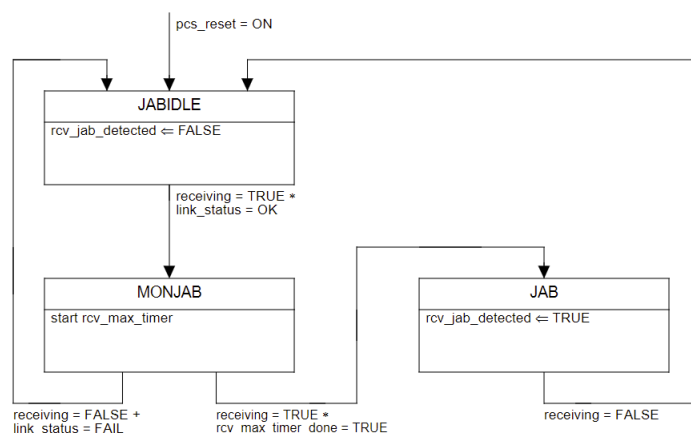 pcs_reset = ON
JABIDLE
rcv_jab_detected ⇐ FALSE
receiving = TRUE *
link_status = OK
MONJAB
start rcv_max_timer
JAB
rcv_jab_detected ⇐ TRUE
receiving = FALSE +
link_status = FAIL
receiving = TRUE *
rcv_max_timer_done = TRUE
receiving = FALSE